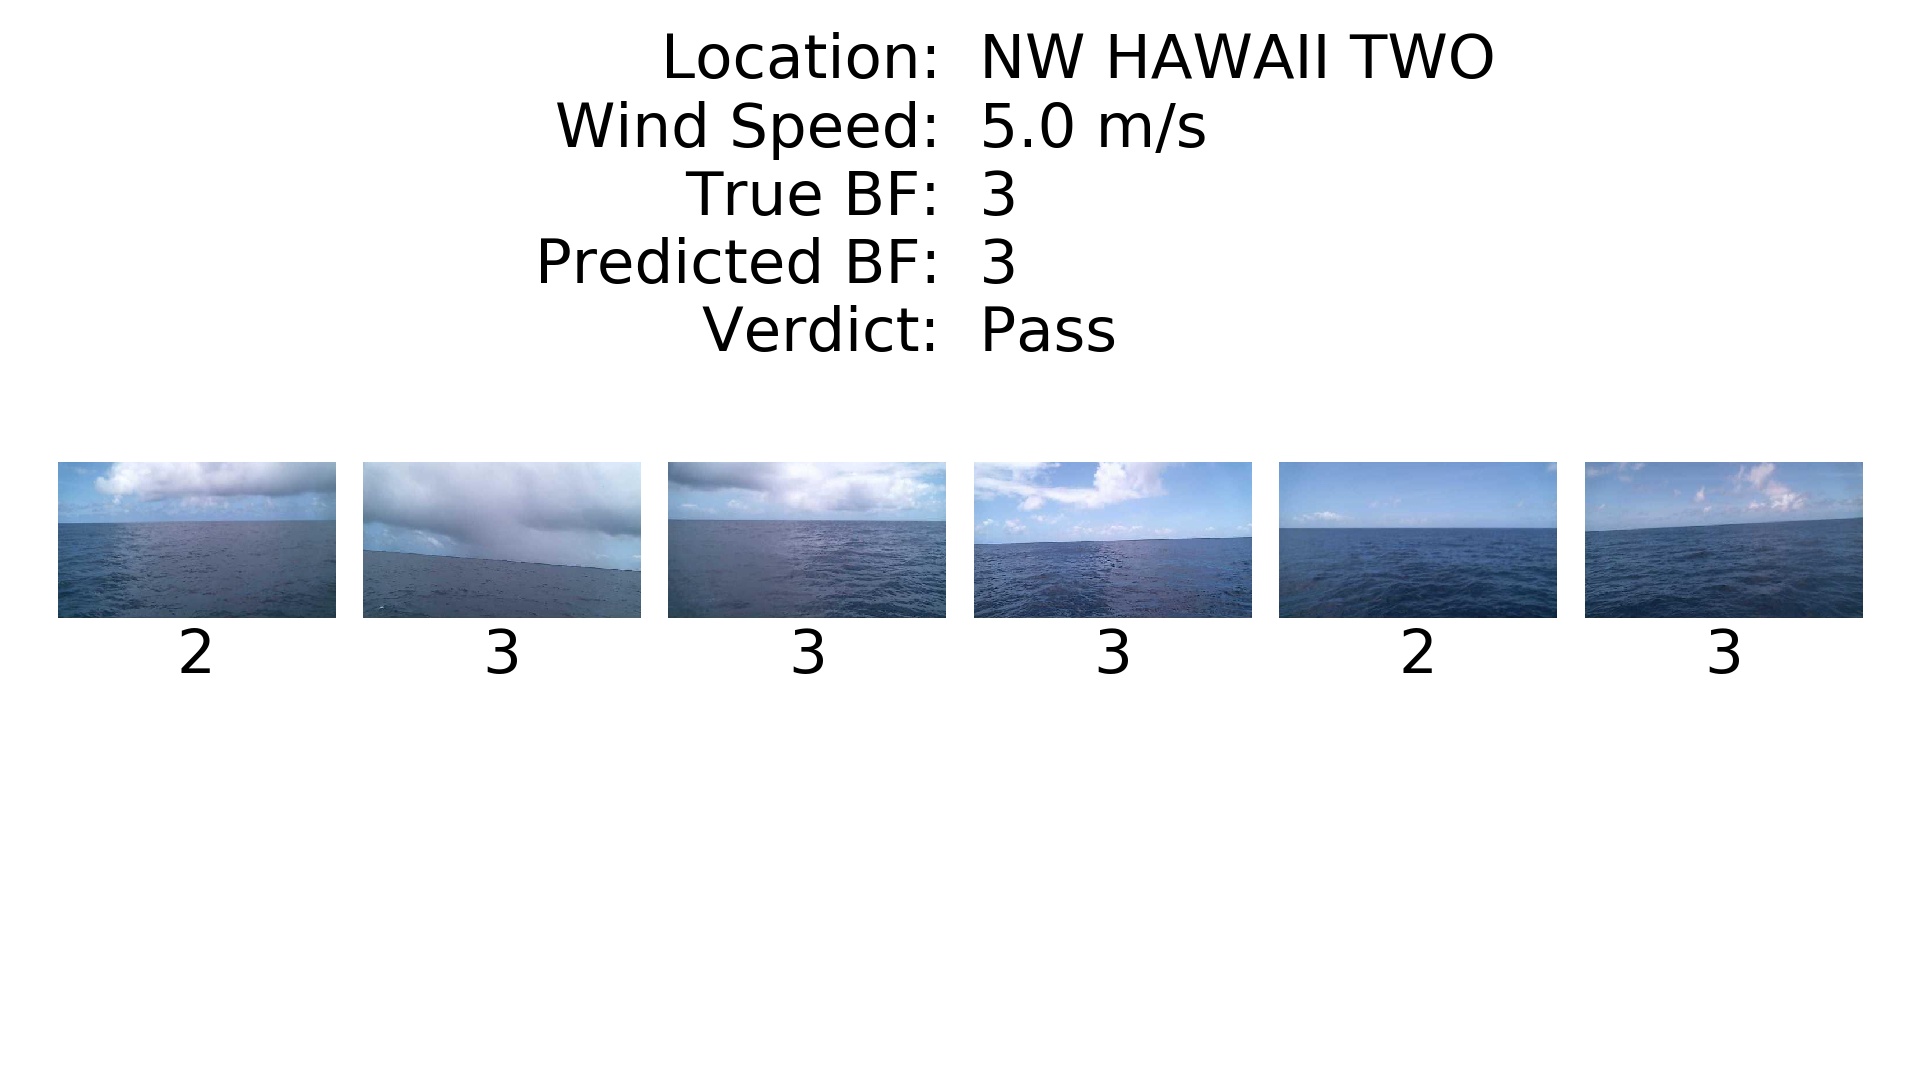 Location: NW HAWAII TWO
Wind Speed: 5.0 m/s
True BF: 3
Predicted BF: 3
Verdict: Pass
2 3 3 3 2 3